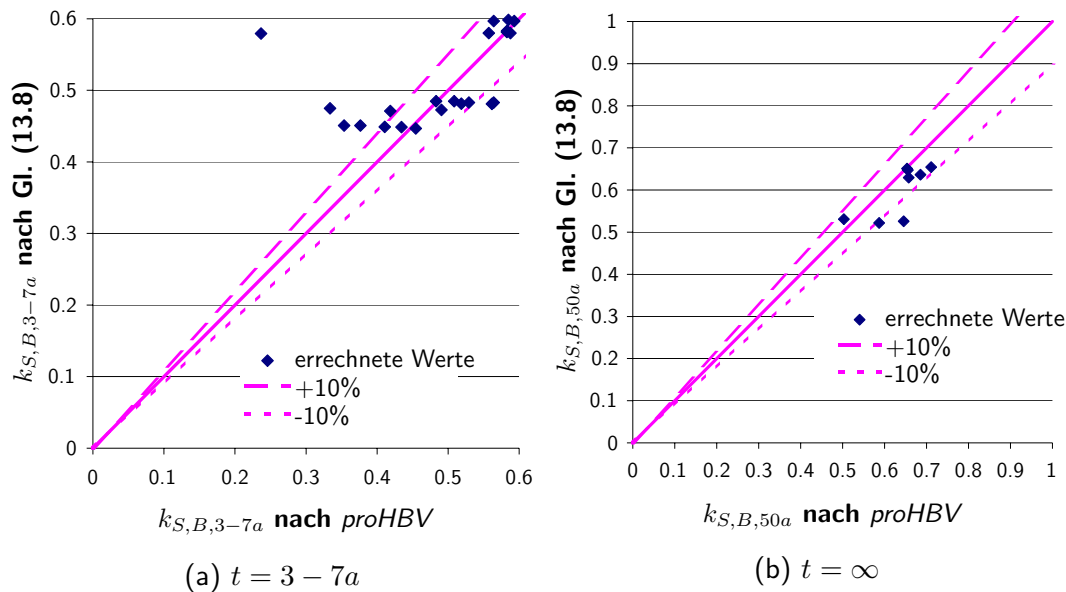 0.6
0.5
0.4
0.3
0.2
0.1
0
0 0.1 0.2 0.3 0.4 0.5 0.6
k_{S,B,3-7a} nach Gl. (13.8)
errechnete Werte
+10%
-10%
k_{S,B,3-7a} nach proHBV
(a) t = 3 − 7a
1
0.9
0.8
0.7
0.6
0.5
0.4
0.3
0.2
0.1
0
0 0.1 0.2 0.3 0.4 0.5 0.6 0.7 0.8 0.9 1
k_{S,B,50a} nach Gl. (13.8)
errechnete Werte
+10%
-10%
k_{S,B,50a} nach proHBV
(b) t = ∞